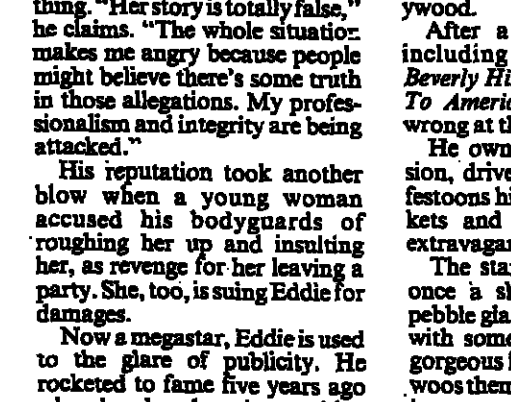 thing. "Her story is totally false,"
he claims. "The whole situation
makes me angry because people
might believe there's some truth
in those allegations. My profes-
sionalism and integrity are being
attacked."
His reputation took another
blow when a young woman
accused his bodyguards of
roughing her up and insulting
her, as revenge for her leaving a
party. She, too, is suing Eddie for
damages.
Now a megastar, Eddie is used
to the glare of publicity. He
rocketed to fame five years ago
ywood.
After a
including
Beverly Hi
To Americ
wrong at th
He own
sion, drive
festoons hi
kets and
extravagan
The star
once a sh
pebble gla
with some
gorgeous
woos them